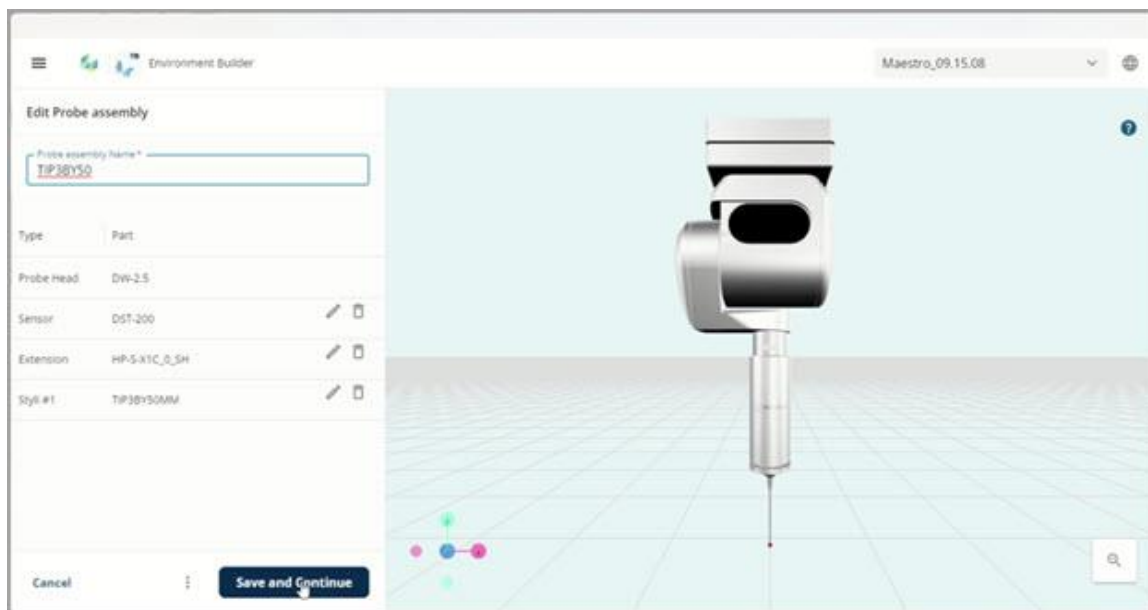 Environment Builder
Maestro_09.15.08
Edit Probe assembly
Probe assembly Name *
TIP3BY50
Type Part
Probe Head DW-2.5
Sensor DST-200
Extension HP-S-X1C_0_SH
Styli #1 TIP3BY50MM
Cancel Save and Continue